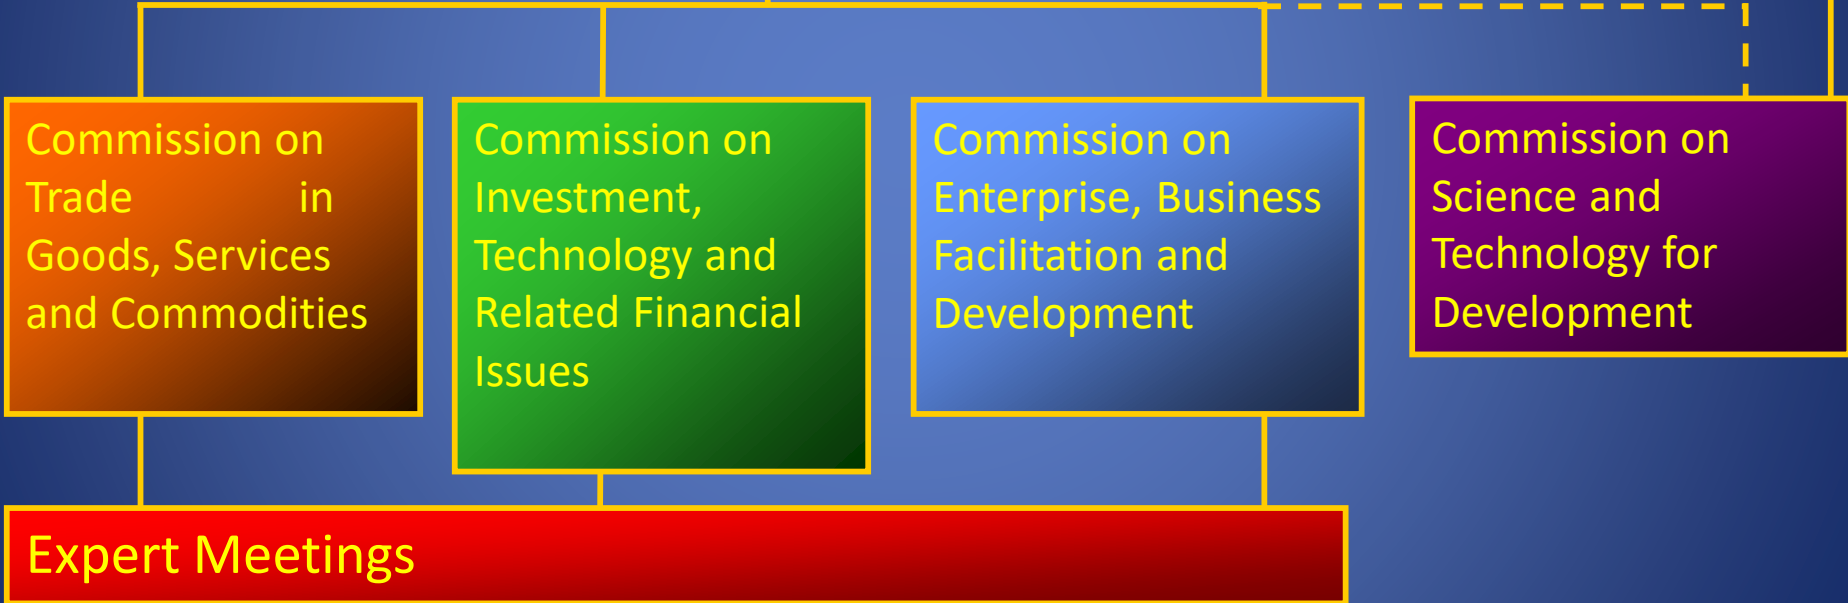 Commission on
Trade in
Goods, Services
and Commodities
Commission on
Investment,
Technology and
Related Financial
Issues
Commission on
Enterprise, Business
Facilitation and
Development
Commission on
Science and
Technology for
Development
Expert Meetings